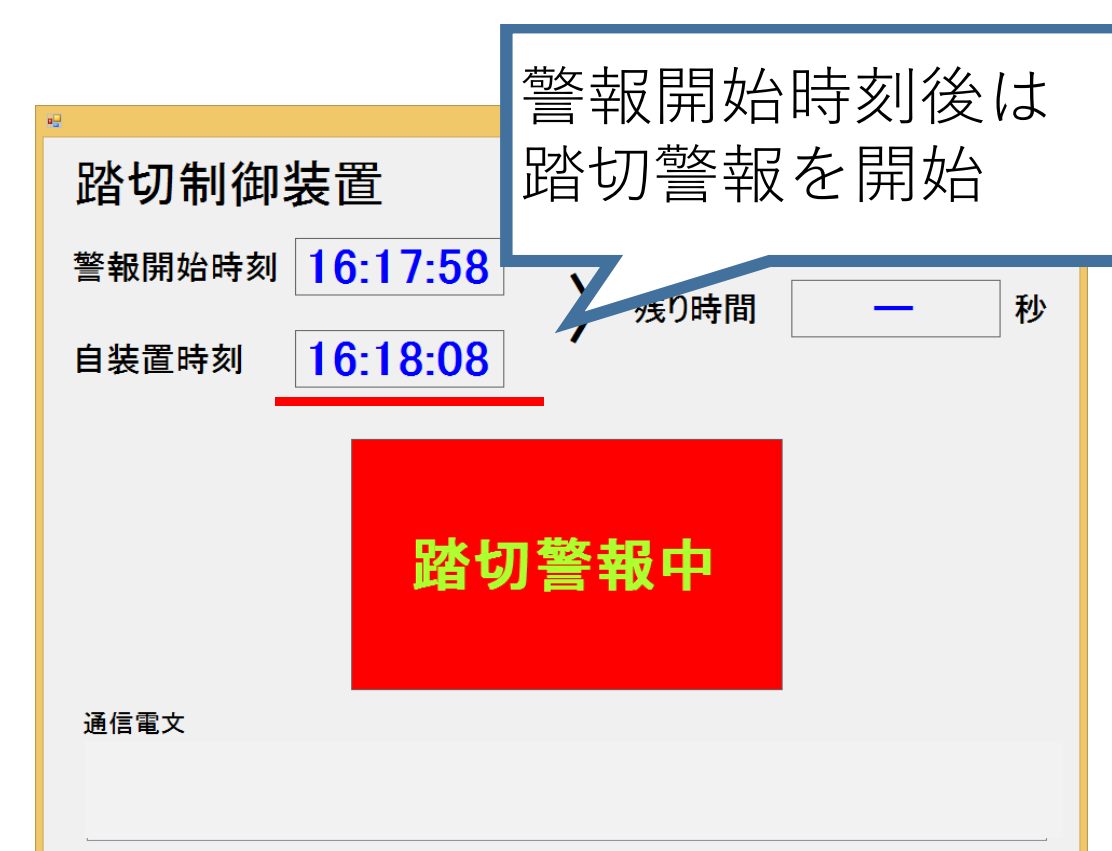 警報開始時刻後は
踏切警報を開始
踏切制御装置
警報開始時刻 16:17:58
残り時間 ー 秒
自装置時刻 16:18:08
踏切警報中
通信電文